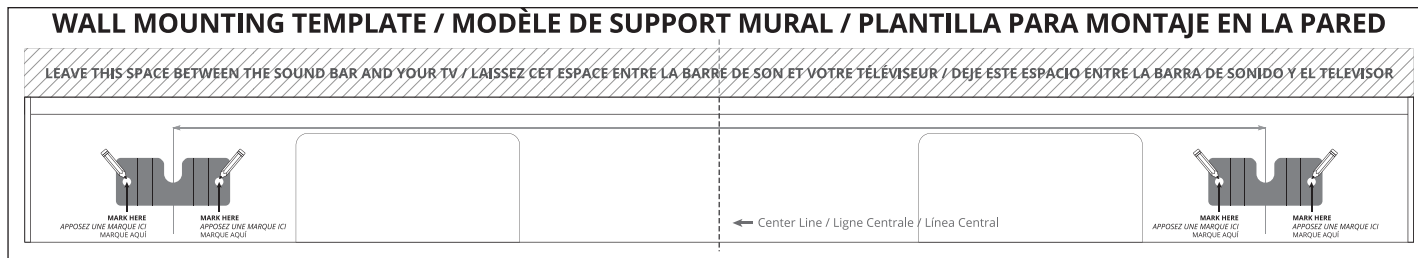 WALL MOUNTING TEMPLATE / MODÈLE DE SUPPORT MURAL / PLANTILLA PARA MONTAJE EN LA PARED
LEAVE THIS SPACE BETWEEN THE SOUND BAR AND YOUR TV / LAISSEZ CET ESPACE ENTRE LA BARRE DE SON ET VOTRE TÉLÉVISEUR / DEJE ESTE ESPACIO ENTRE LA BARRA DE SONIDO Y EL TELEVISOR
MARK HERE
APPOSEZ UNE MARQUE ICI
MARQUE AQUÍ
MARK HERE
APPOSEZ UNE MARQUE ICI
MARQUE AQUÍ
Center Line / Ligne Centrale / Línea Central
MARK HERE
APPOSEZ UNE MARQUE ICI
MARQUE AQUÍ
MARK HERE
APPOSEZ UNE MARQUE ICI
MARQUE AQUÍ